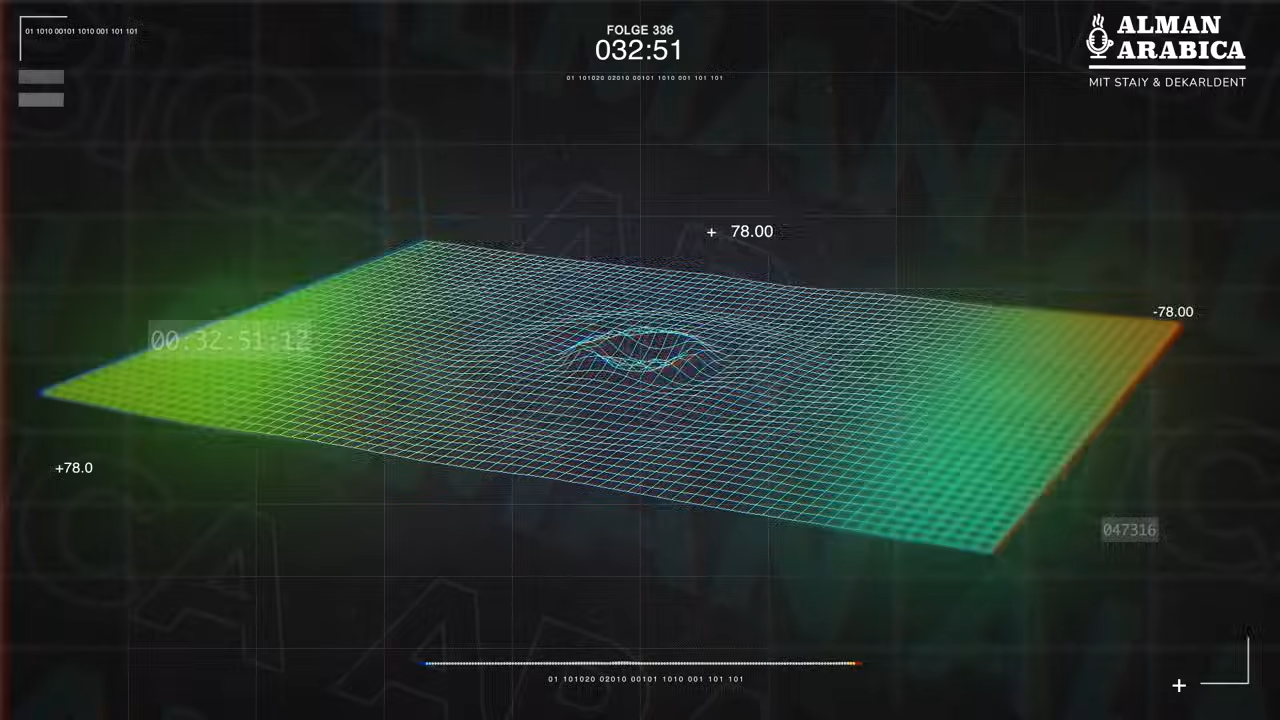 01 1010 00101 1010 001 101 101
FOLGE 336
032:51
01 101020 02010 00101 1010 001 101 101
ALMAN
ARABICA
MIT STAIY & DEKARLDENT
+ 78.00
-78.00
00:32:51:12
+78.0
047316
01 101020 02010 00101 1010 001 101 101
+